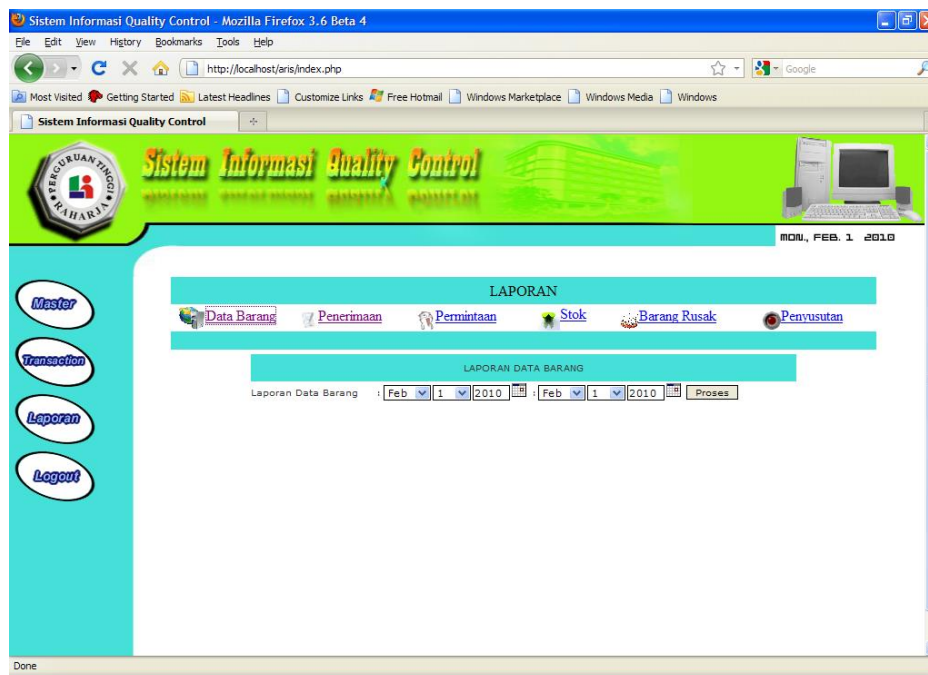 Sistem Informasi Quality Control - Mozilla Firefox 3.6 Beta 4
File Edit View History Bookmarks Tools Help
http://localhost/aris/index.php
Google
Most Visited Getting Started Latest Headlines Customize Links Free Hotmail Windows Marketplace Windows Media Windows
Sistem Informasi Quality Control
PERGURUAN TINGGI
RAHARJA
Sistem Informasi Quality Control
MON., FEB. 1 2010
Master
Transaction
Laporan
Logout
LAPORAN
Data Barang Penerimaan Permintaan Stok Barang Rusak Penyusutan
LAPORAN DATA BARANG
Laporan Data Barang : Feb 1 2010 : Feb 1 2010 Proses
Done